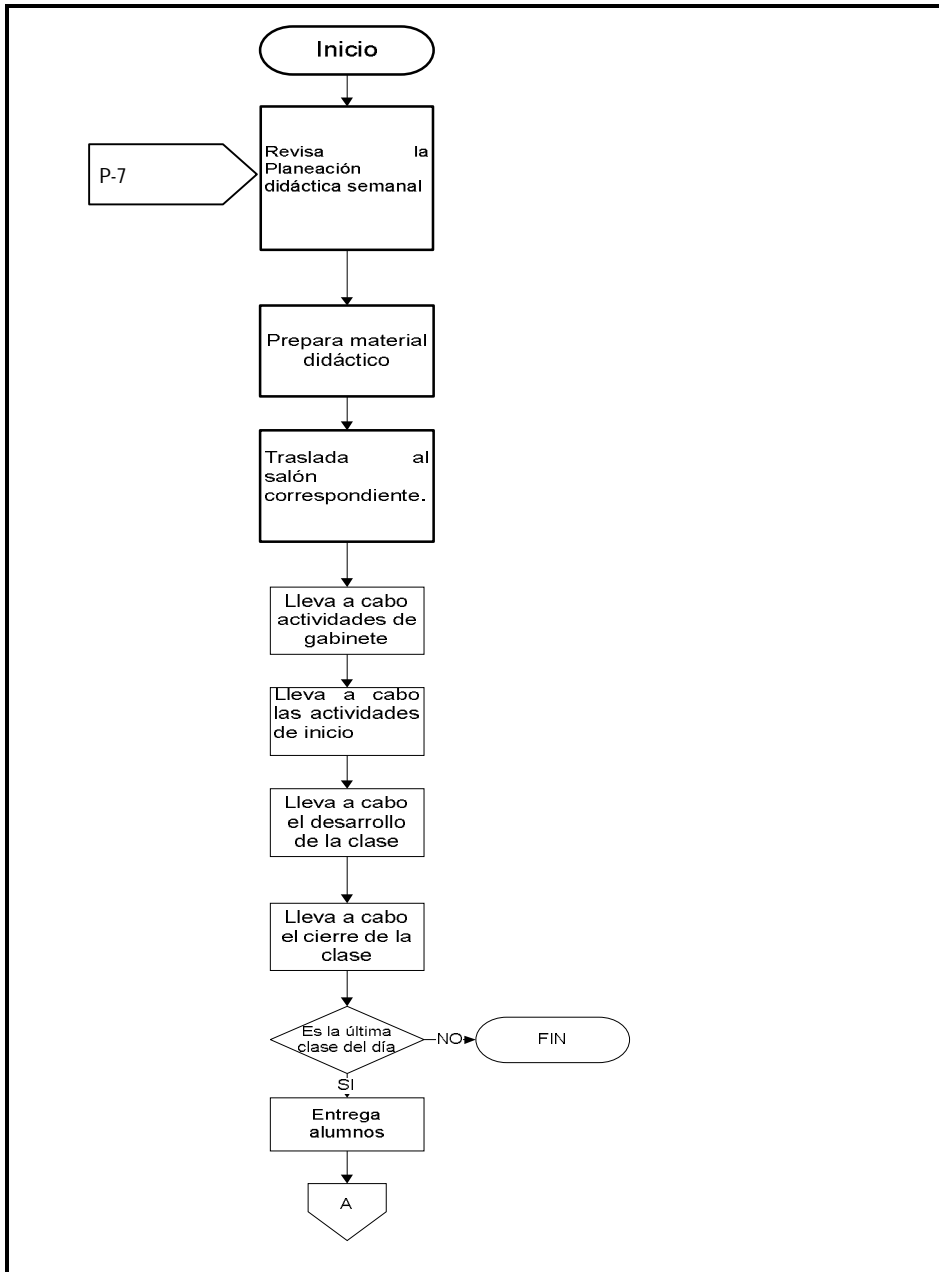 Inicio
P-7
Revisa la
Planeación
didáctica semanal
Prepara material
didáctico
Traslada al
salón
correspondiente.
Lleva a cabo
actividades de
gabinete
Lleva a cabo
las actividades
de inicio
Lleva a cabo
el desarrollo
de la clase
Lleva a cabo
el cierre de la
clase
Es la última
clase del día
NO
FIN
SI
Entrega
alumnos
A